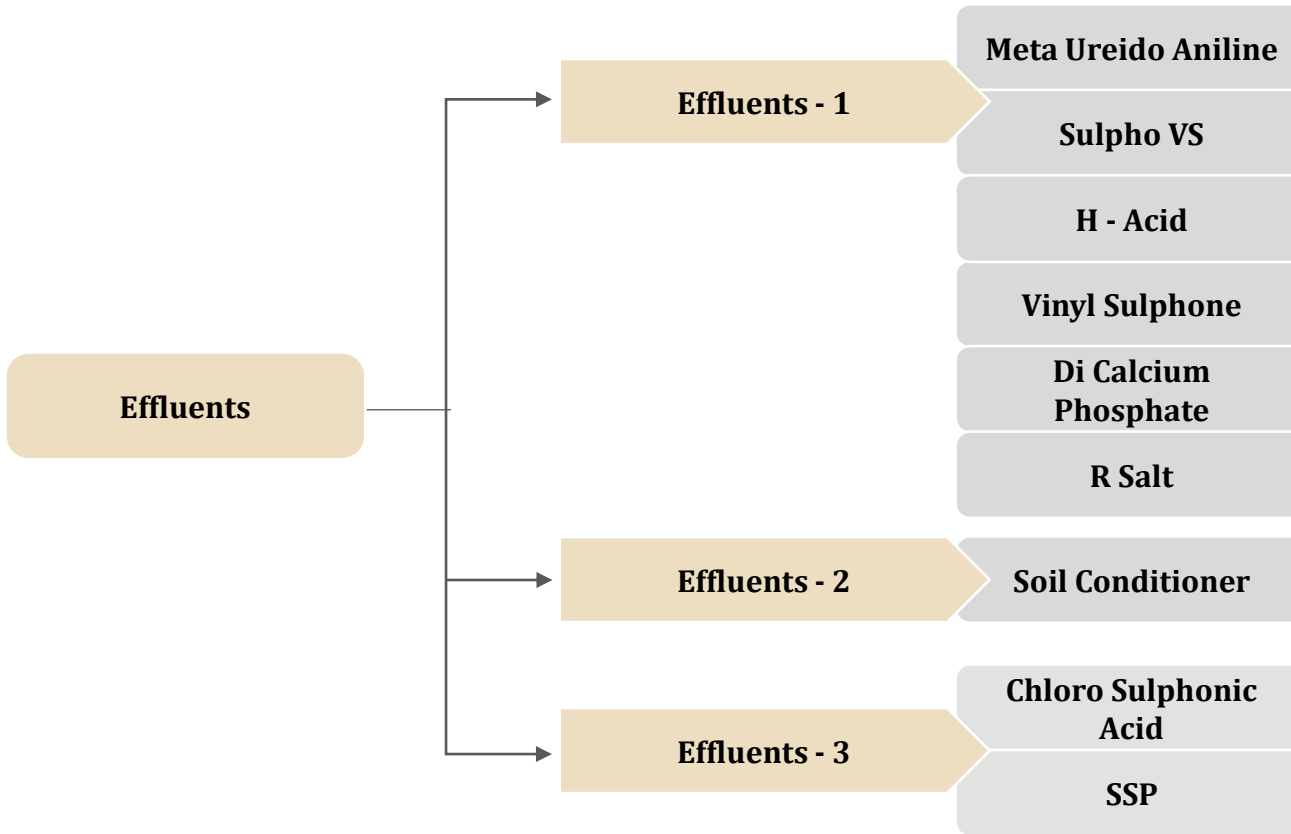 Effluents
Effluents - 1
Meta Ureido Aniline
Sulpho VS
H - Acid
Vinyl Sulphone
Di Calcium
Phosphate
R Salt
Effluents - 2
Soil Conditioner
Effluents - 3
Chloro Sulphonic
Acid
SSP